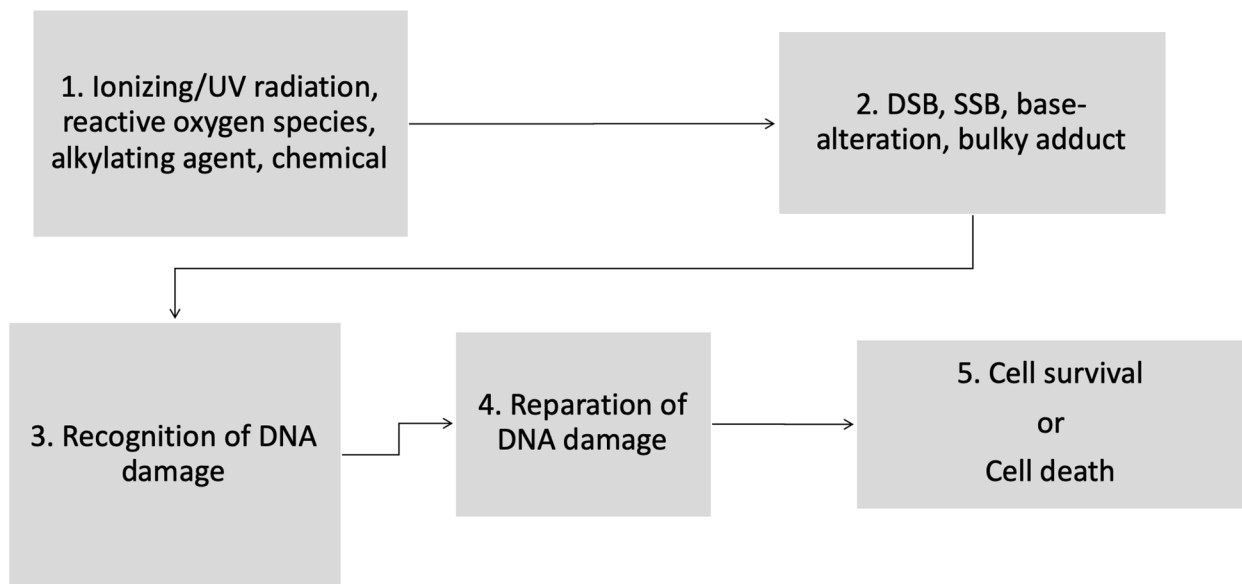 1. Ionizing/UV radiation,
reactive oxygen species,
alkylating agent, chemical
2. DSB, SSB, base-
alteration, bulky adduct
3. Recognition of DNA
damage
4. Reparation of
DNA damage
5. Cell survival
or
Cell death